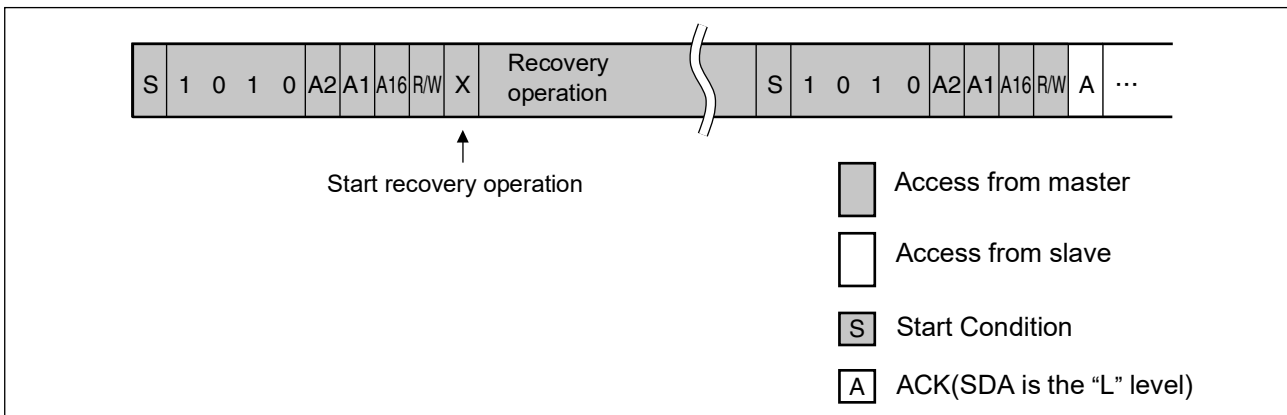 S 1 0 1 0 A2 A1 A16 R/W X Recovery operation S 1 0 1 0 A2 A1 A16 R/W A ...
Start recovery operation
Access from master
Access from slave
S Start Condition
A ACK(SDA is the “L” level)